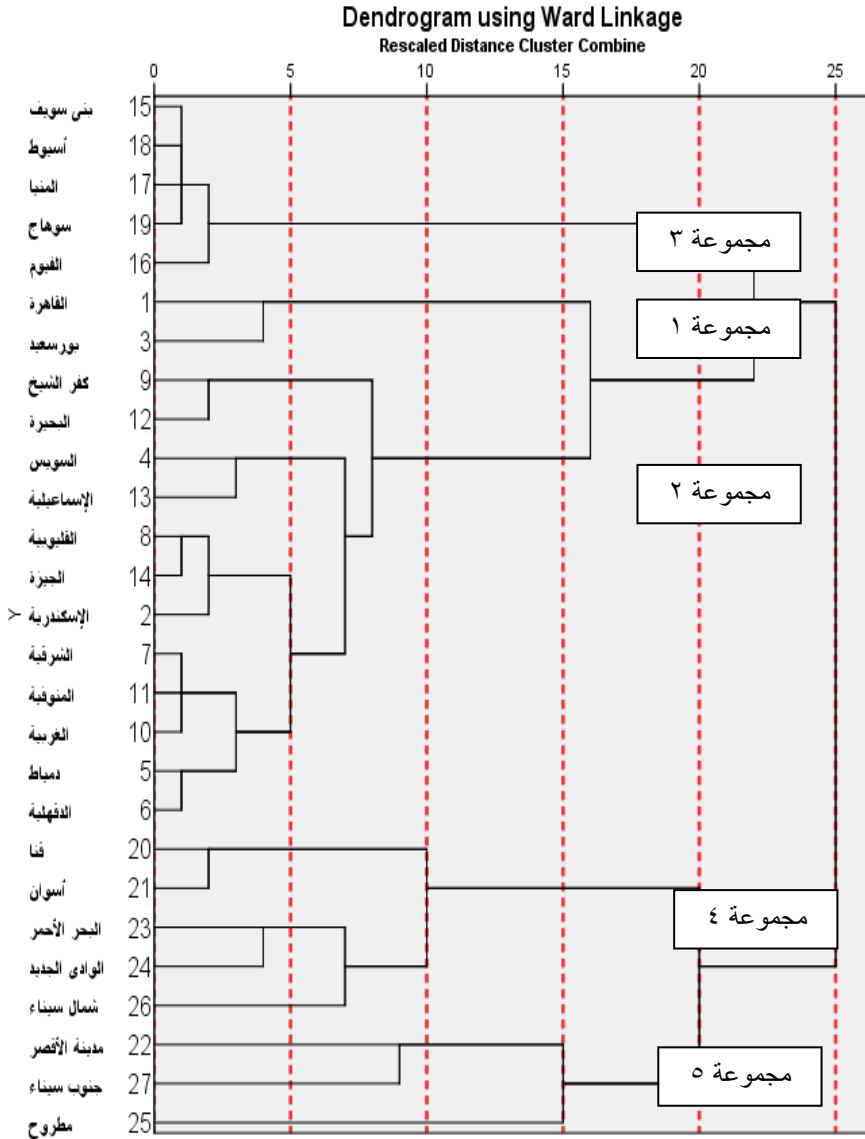 Dendrogram using Ward Linkage
Rescaled Distance Cluster Combine
0 5 10 15 20 25
بنى سويف 15
أسيوط 18
المنيا 17
سوهاج 19
الفيوم 16
القاهرة 1
بورسعيد 3
كفر الشيخ 9
البحيرة 12
السويس 4
الإسماعيلية 13
القليوبية 8
الجيزة 14
Y
الإسكندرية 2
الشرقية 7
المنوفية 11
الغربية 10
دمياط 5
الدقهلية 6
قنا 20
أسوان 21
البحر الأحمر 23
الوادى الجديد 24
شمال سيناء 26
مدينة الأقصر 22
جنوب سيناء 27
مطروح 25
مجموعة ٣
مجموعة ١
مجموعة ٢
مجموعة ٤
مجموعة ٥